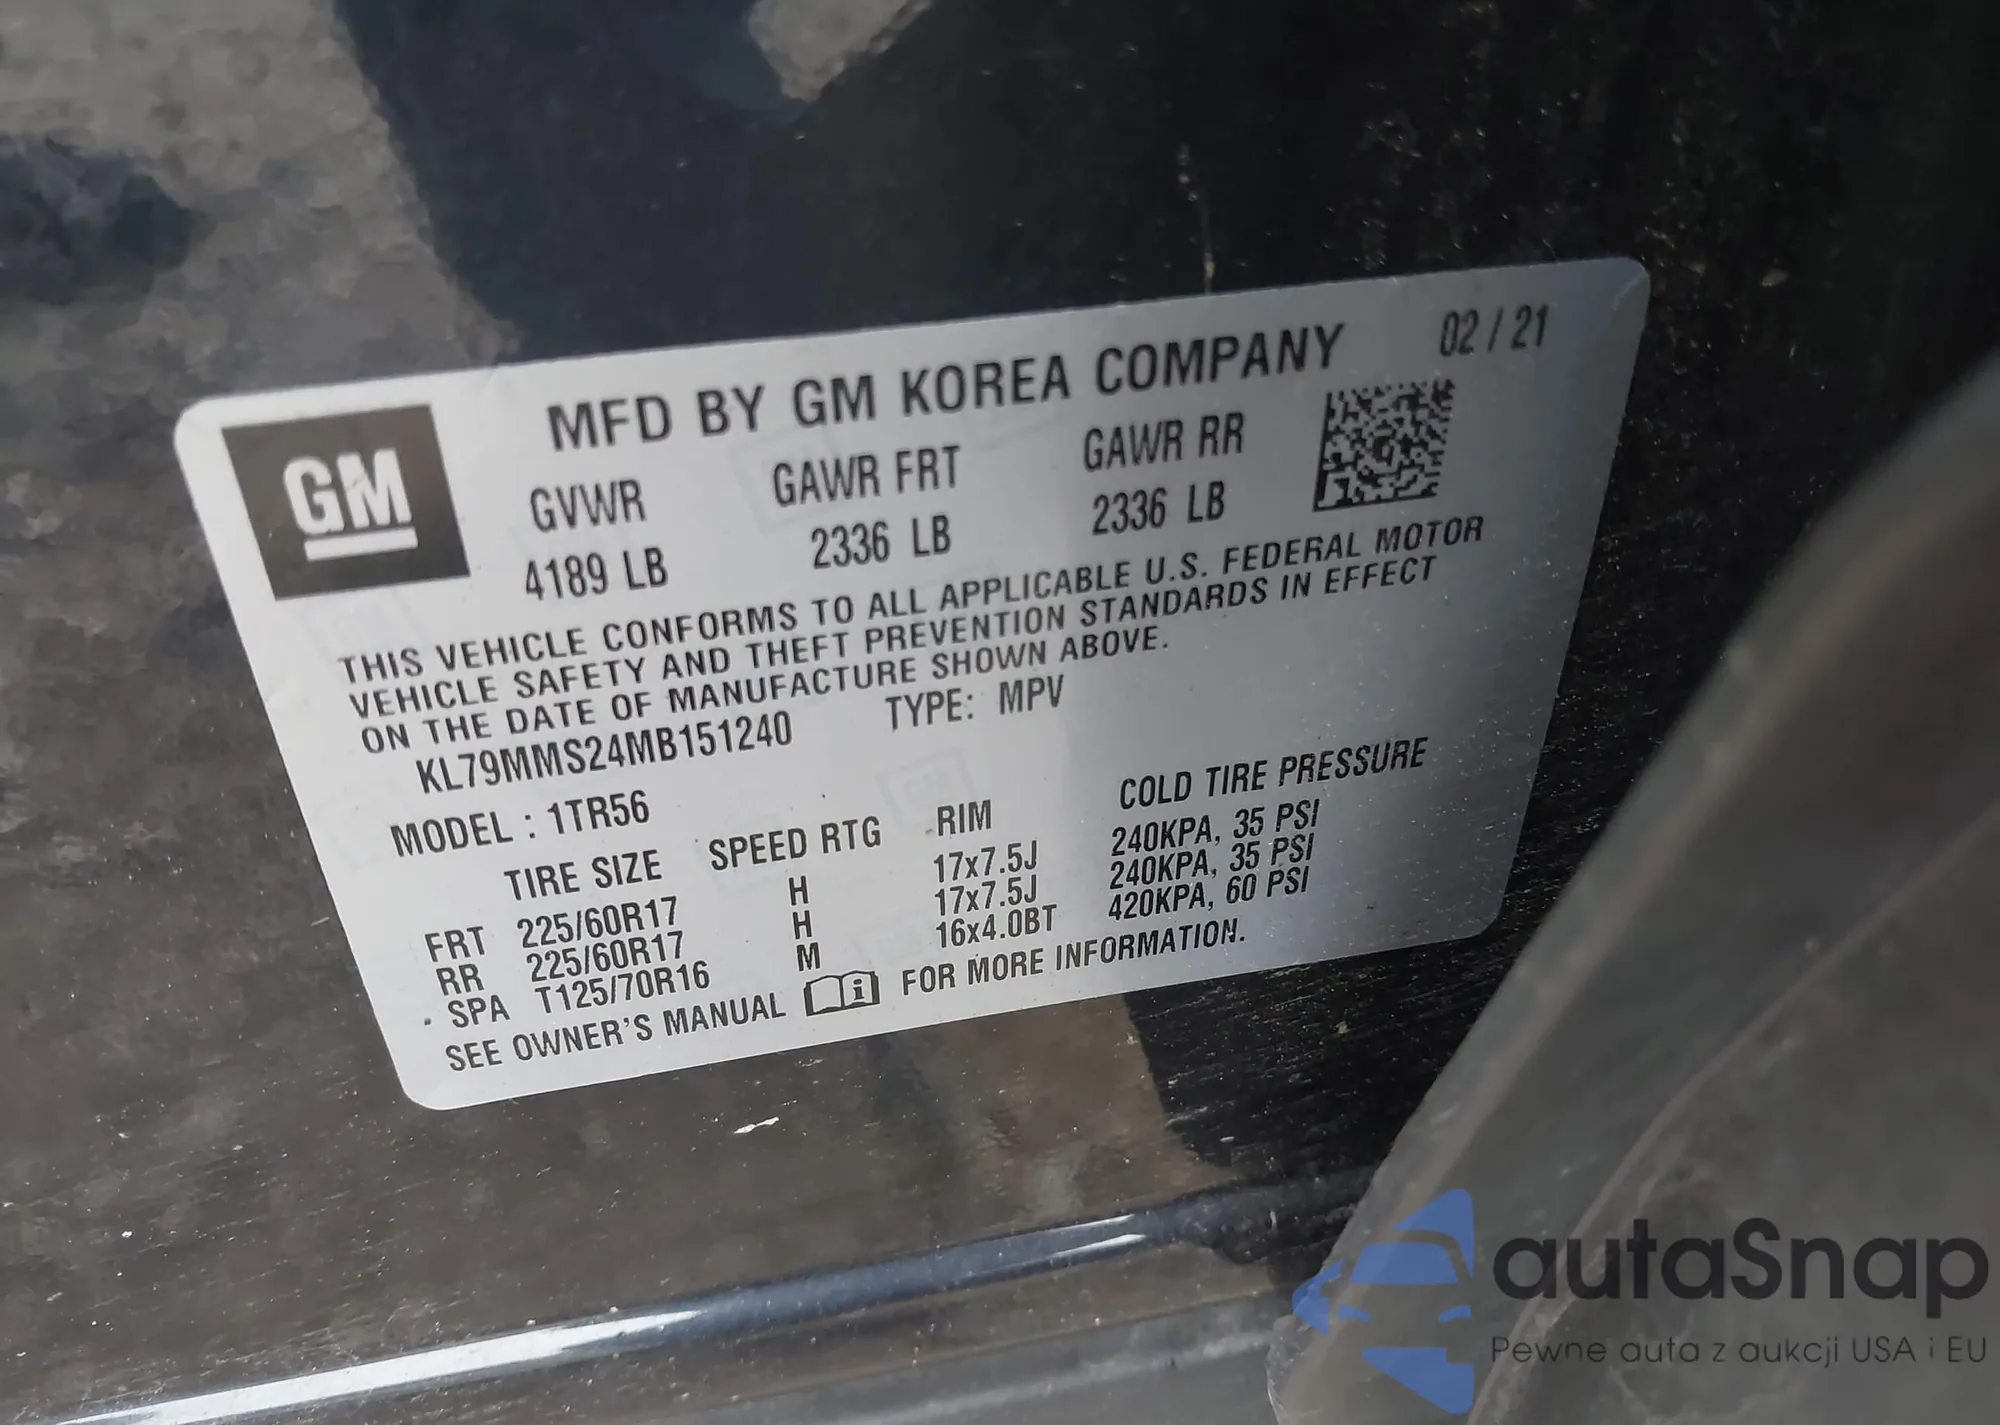 MFD BY GM KOREA COMPANY 02 / 21
GM
GVWR GAWR FRT GAWR RR
4189 LB 2336 LB 2336 LB
THIS VEHICLE CONFORMS TO ALL APPLICABLE U.S. FEDERAL MOTOR
VEHICLE SAFETY AND THEFT PREVENTION STANDARDS IN EFFECT
ON THE DATE OF MANUFACTURE SHOWN ABOVE.
KL79MMS24MB151240 TYPE: MPV
MODEL : 1TR56
TIRE SIZE SPEED RTG RIM COLD TIRE PRESSURE
FRT 225/60R17 H 17x7.5J 240KPA, 35 PSI
RR 225/60R17 H 17x7.5J 240KPA, 35 PSI
SPA T125/70R16 M 16x4.0BT 420KPA, 60 PSI
SEE OWNER'S MANUAL i FOR MORE INFORMATION.
autaSnap
Pewne auta z aukcji USA i EU